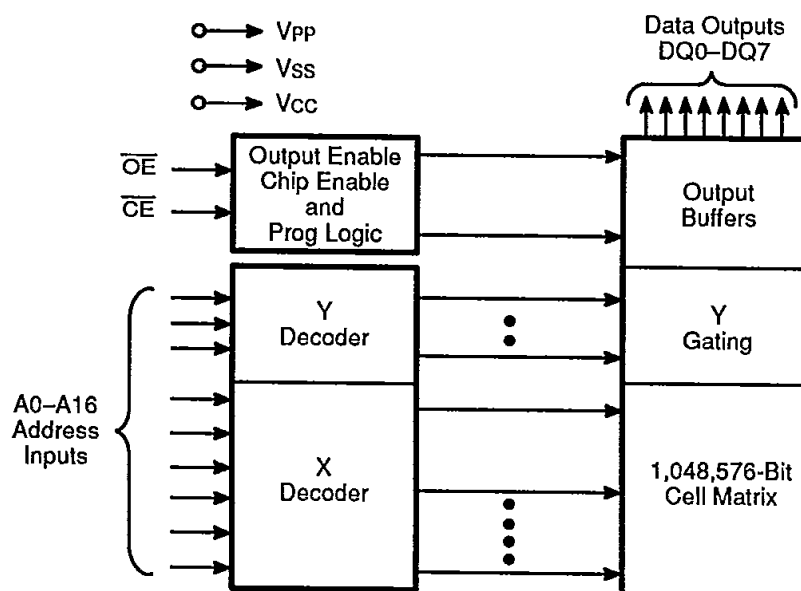 VPP
VSS
VCC
Data Outputs
DQ0–DQ7
OE
CE
Output Enable
Chip Enable
and
Prog Logic
Output
Buffers
A0–A16
Address
Inputs
Y
Decoder
Y
Gating
X
Decoder
1,048,576-Bit
Cell Matrix